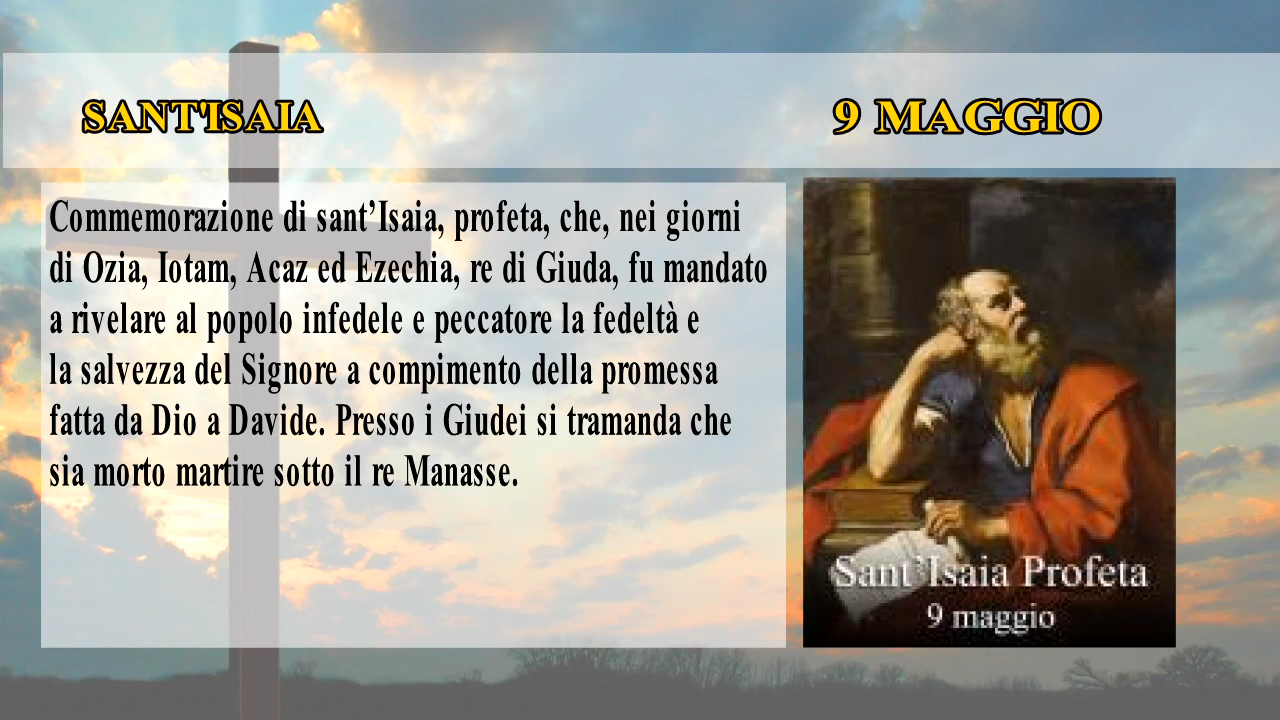 SANT'ISAIA
9 MAGGIO
Commemorazione di sant’Isaia, profeta, che, nei giorni
di Ozia, Iotam, Acaz ed Ezechia, re di Giuda, fu mandato
a rivelare al popolo infedele e peccatore la fedeltà e
la salvezza del Signore a compimento della promessa
fatta da Dio a Davide. Presso i Giudei si tramanda che
sia morto martire sotto il re Manasse.
Sant’Isaia Profeta
9 maggio